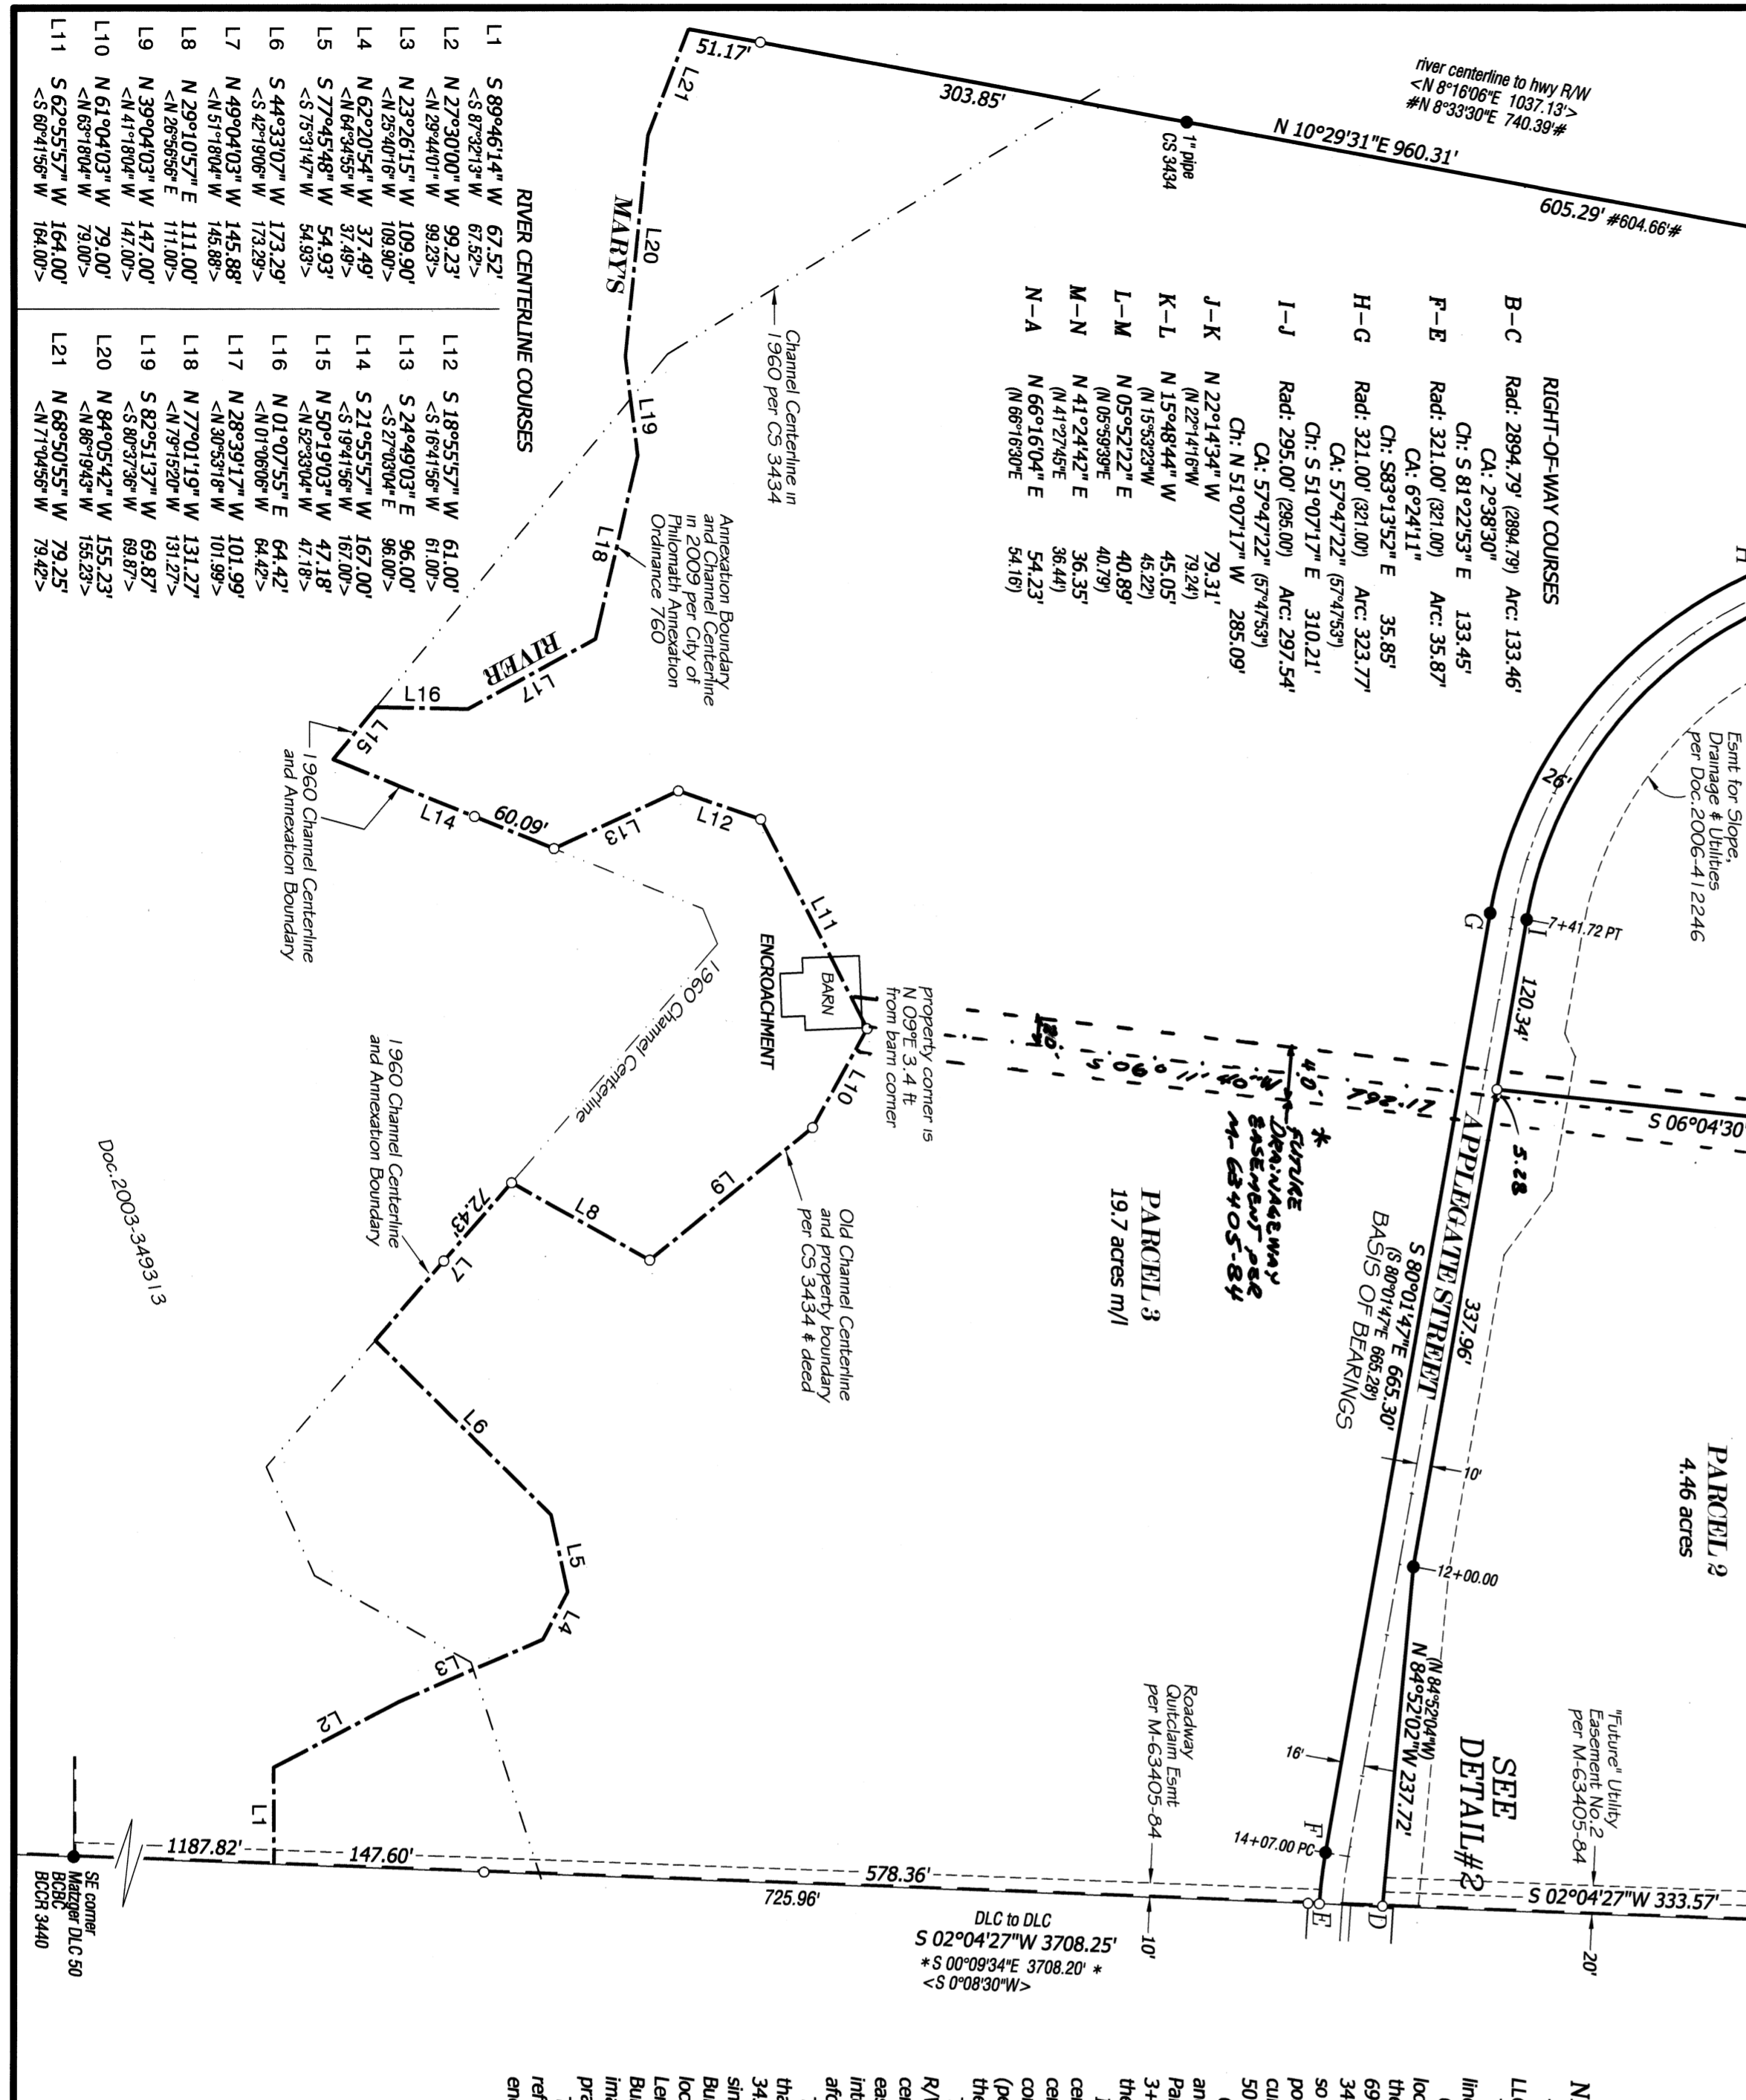 river centerline to hwy R/W
<N 8°16'06"E 1037.13'>
#N 8°33'30"E 740.39'#
N 10°29'31"E 960.31'
605.29' #604.66'#
303.85'
51.17'
1" pipe
CS 3434
RIGHT-OF-WAY COURSES
B-C Rad: 2894.79' (2894.79') Arc: 133.46'
CA: 2°38'30"
Ch: S 81°22'53" E 133.45'
F-E Rad: 321.00' (321.00') Arc: 35.87'
CA: 6°24'11"
Ch: S83°13'52" E 35.85'
H-G Rad: 321.00' (321.00') Arc: 323.77'
CA: 57°47'22" (57°47'53")
Ch: S 51°07'17" E 310.21'
I-J Rad: 295.00' (295.00') Arc: 297.54'
CA: 57°47'22" (57°47'53")
Ch: N 51°07'17" W 285.09'
J-K N 22°14'34" W 79.31'
(N 22°14'16"W 79.24')
K-L N 15°48'44" W 45.05'
(N 15°53'23"W 45.22')
L-M N 05°52'22" E 40.89'
(N 05°59'39"E 40.79')
M-N N 41°24'42" E 36.35'
(N 41°27'45"E 36.44')
N-A N 66°16'04" E 54.23'
(N 66°16'30"E 54.16')
H
Esmt for Slope,
Drainage & Utilities
per Doc.2006-412246
26'
G
I
7+41.72 PT
120.34'
S 06°04'30"
5.28
APPLEGATE STREET
337.96'
S 80°01'47"E 665.30'
(S 80°01'47"E 665.28')
BASIS OF BEARINGS
10'
12+00.00
PARCEL 2
4.46 acres
(N 84°52'04"W)
N 84°52'02"W 237.72'
SEE
DETAIL#2
"Future" Utility
Easement No.2
per M-63405-84
16'
F
14+07.00 PC
E
D
S 02°04'27"W 333.57'
20'
Roadway
Quitclaim Esmt
per M-63405-84
10'
40' *
FUTURE
DRAINAGEWAY
EASEMENT PER
M-63405-84
PARCEL 3
19.7 acres m/l
property corner is
N 09°E 3.4 ft
from barn corner
BARN
ENCROACHMENT
Channel Centerline in
1960 per CS 3434
Annexation Boundary
and Channel Centerline
in 2009 per City of
Philomath Annexation
Ordinance 760
MARY'S
RIVER
L21
L20
L19
L18
L17
L16
L15
L14
60.09'
L13
L12
L11
L10
L9
L8
72.43'
L7
L6
L5
L4
L3
L2
L1
1960 Channel Centerline
and Annexation Boundary
1960 Channel Centerline
Old Channel Centerline
and property boundary
per CS 3434 & deed
1960 Channel Centerline
and Annexation Boundary
Doc.2003-349313
RIVER CENTERLINE COURSES
L1 S 89°46'14" W 67.52'
<S 87°32'13"W 67.52'>
L2 N 27°30'00" W 99.23'
<N 29°44'01"W 99.23'>
L3 N 23°26'15" W 109.90'
<N 25°40'16"W 109.90'>
L4 N 62°20'54" W 37.49'
<N 64°34'55"W 37.49'>
L5 S 77°45'48" W 54.93'
<S 75°31'47"W 54.93'>
L6 S 44°33'07" W 173.29'
<S 42°19'06"W 173.29'>
L7 N 49°04'03" W 145.88'
<N 51°18'04"W 145.88'>
L8 N 29°10'57" E 111.00'
<N 26°56'56" E 111.00'>
L9 N 39°04'03" W 147.00'
<N 41°18'04"W 147.00'>
L10 N 61°04'03" W 79.00'
<N 63°18'04"W 79.00'>
L11 S 62°55'57" W 164.00'
<S 60°41'56"W 164.00'>
L12 S 18°55'57" W 61.00'
<S 16°41'56"W 61.00'>
L13 S 24°49'03" E 96.00'
<S 27°03'04"E 96.00'>
L14 S 21°55'57" W 167.00'
<S 19°41'56"W 167.00'>
L15 N 50°19'03" W 47.18'
<N 52°33'04"W 47.18'>
L16 N 01°07'55" E 64.42'
<N 01°06'06"W 64.42'>
L17 N 28°39'17" W 101.99'
<N 30°53'18"W 101.99'>
L18 N 77°01'19" W 131.27'
<N 79°15'20"W 131.27'>
L19 S 82°51'37" W 69.87'
<S 80°37'36"W 69.87'>
L20 N 84°05'42" W 155.23'
<N 86°19'43"W 155.23'>
L21 N 68°50'55" W 79.25'
<N71°04'56"W 79.42'>
1187.82'
147.60'
578.36'
725.96'
DLC to DLC
S 02°04'27"W 3708.25'
*S 00°09'34"E 3708.20' *
<S 0°08'30"W>
SE corner
Matzger DLC 50
BCBC
BCCR 3440